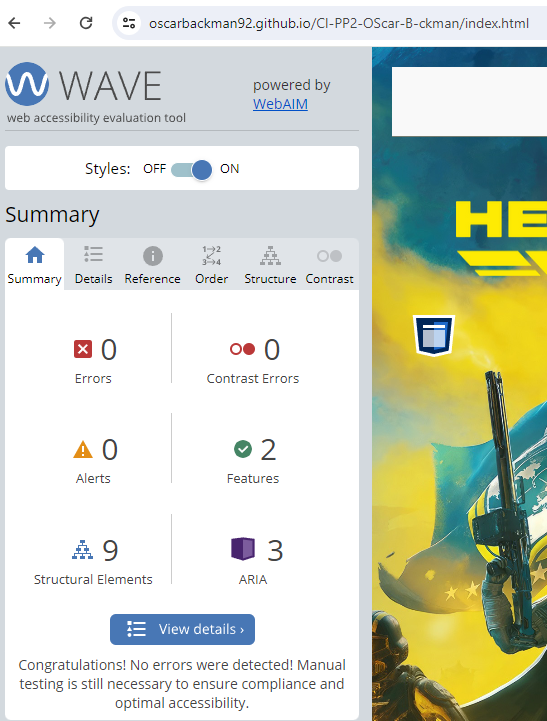 oscarbackman92.github.io/CI-PP2-OScar-B-ckman/index.html
WAVE
web accessibility evaluation tool
powered by
WebAIM
Styles: OFF ON
Summary
Summary Details Reference Order Structure Contrast
0
Errors
0
Contrast Errors
0
Alerts
2
Features
9
Structural Elements
3
ARIA
View details ›
Congratulations! No errors were detected! Manual
testing is still necessary to ensure compliance and
optimal accessibility.
HE